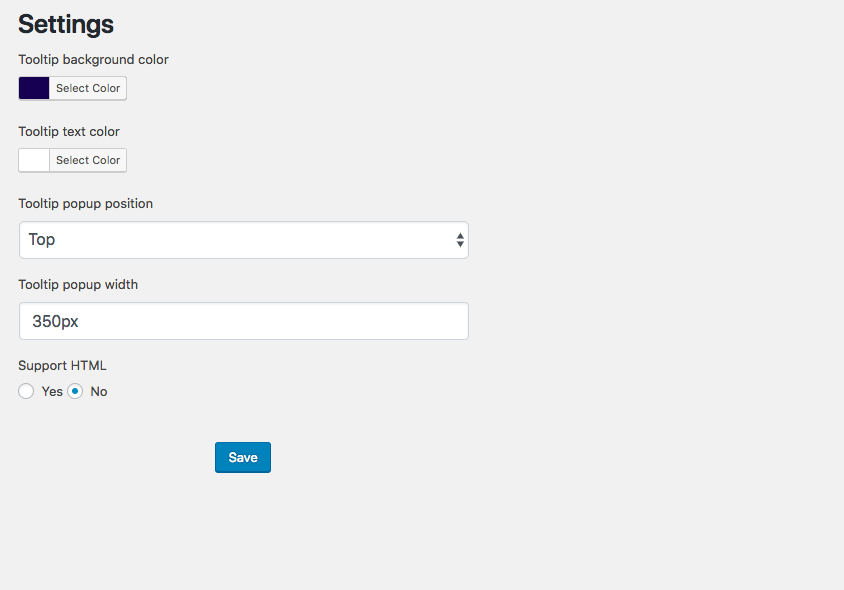 Settings
Tooltip background color
Select Color
Tooltip text color
Select Color
Tooltip popup position
Top
Tooltip popup width
350px
Support HTML
Yes No
Save